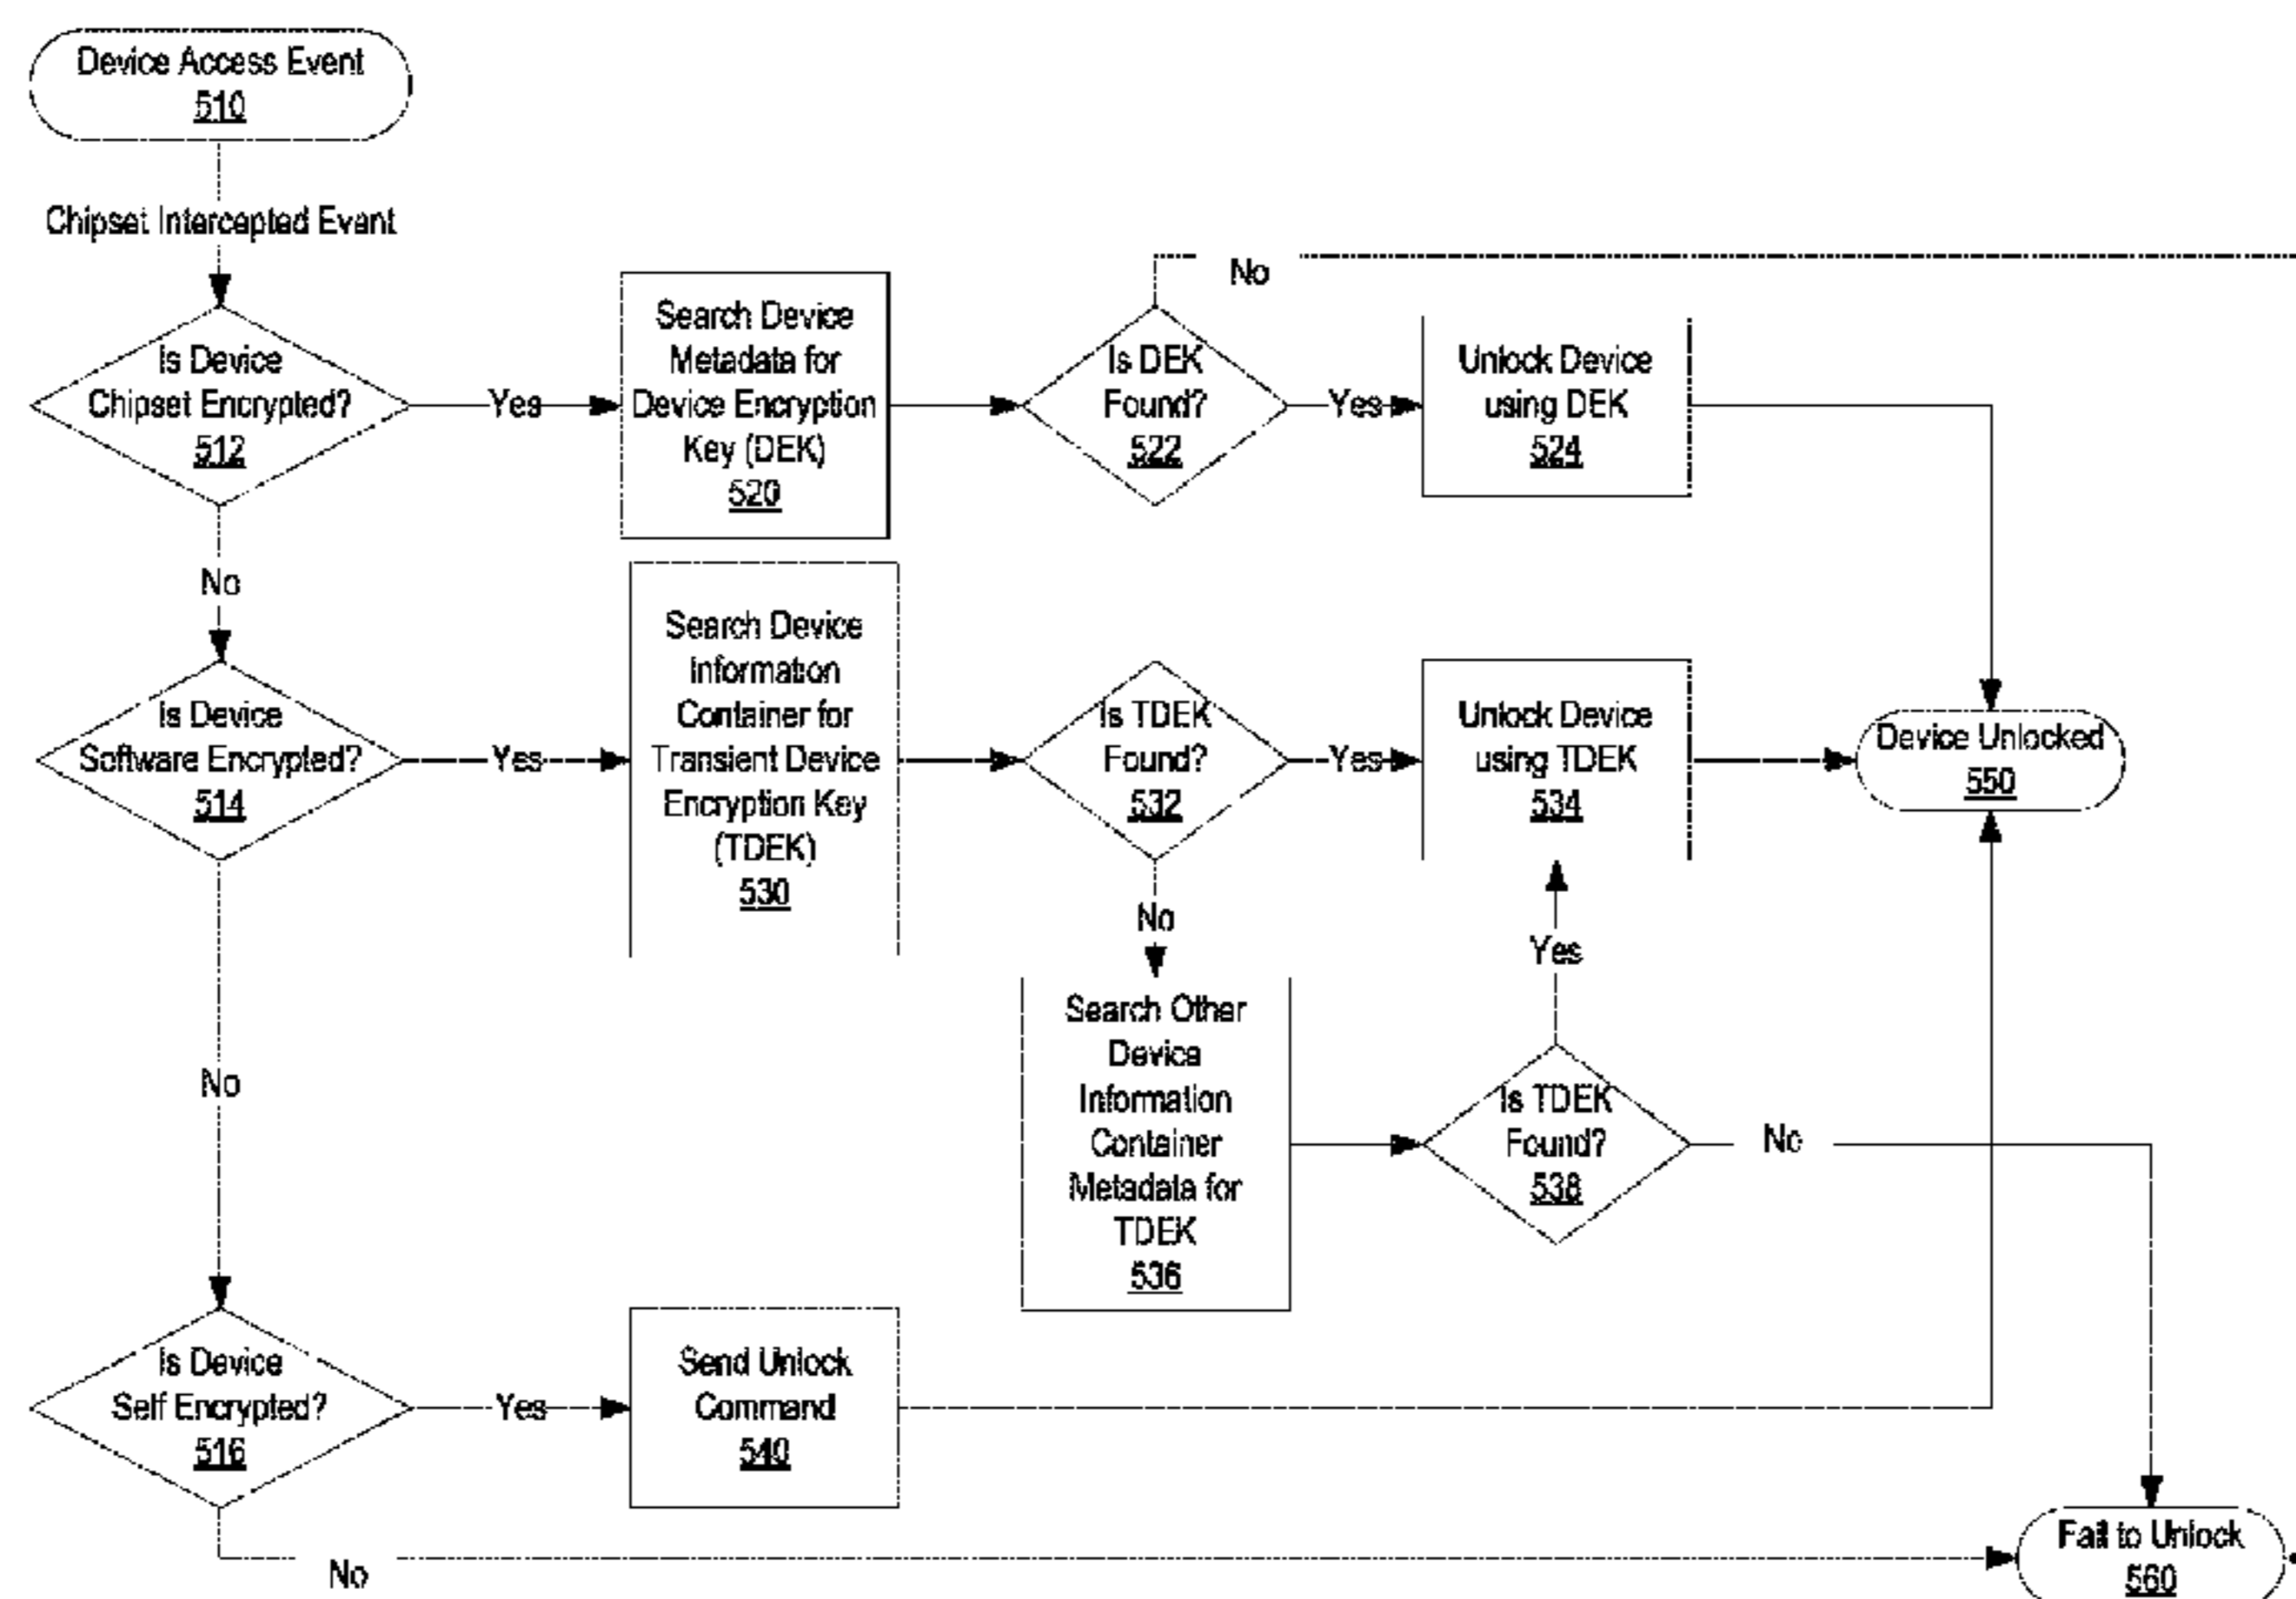 Device Access Event
510
Chipset Intercepted Event
Is Device
Chipset Encrypted?
512
Yes
Search Device
Metadata for
Device Encryption
Key (DEK)
520
Is DEK
Found?
522
No
Yes
Unlock Device
using DEK
524
No
Is Device
Software Encrypted?
514
Yes
Search Device
Information
Container for
Transient Device
Encryption Key
(TDEK)
530
Is TDEK
Found?
532
Yes
Unlock Device
using TDEK
534
Device Unlocked
550
No
Search Other
Device
Information
Container
Metadata for
TDEK
536
Is TDEK
Found?
538
Yes
No
No
Is Device
Self Encrypted?
516
Yes
Send Unlock
Command
540
No
Fail to Unlock
560